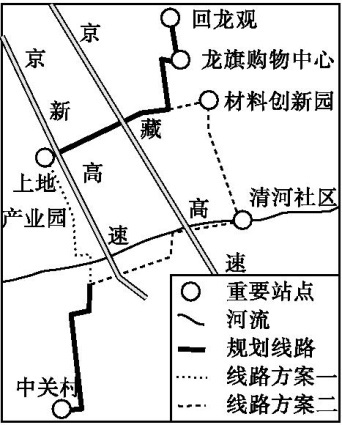 回龙观
龙旗购物中心
材料创新园
京新高速
京藏高速
上地
产业园
清河社区
中关村
重要站点
河流
规划线路
线路方案一
线路方案二